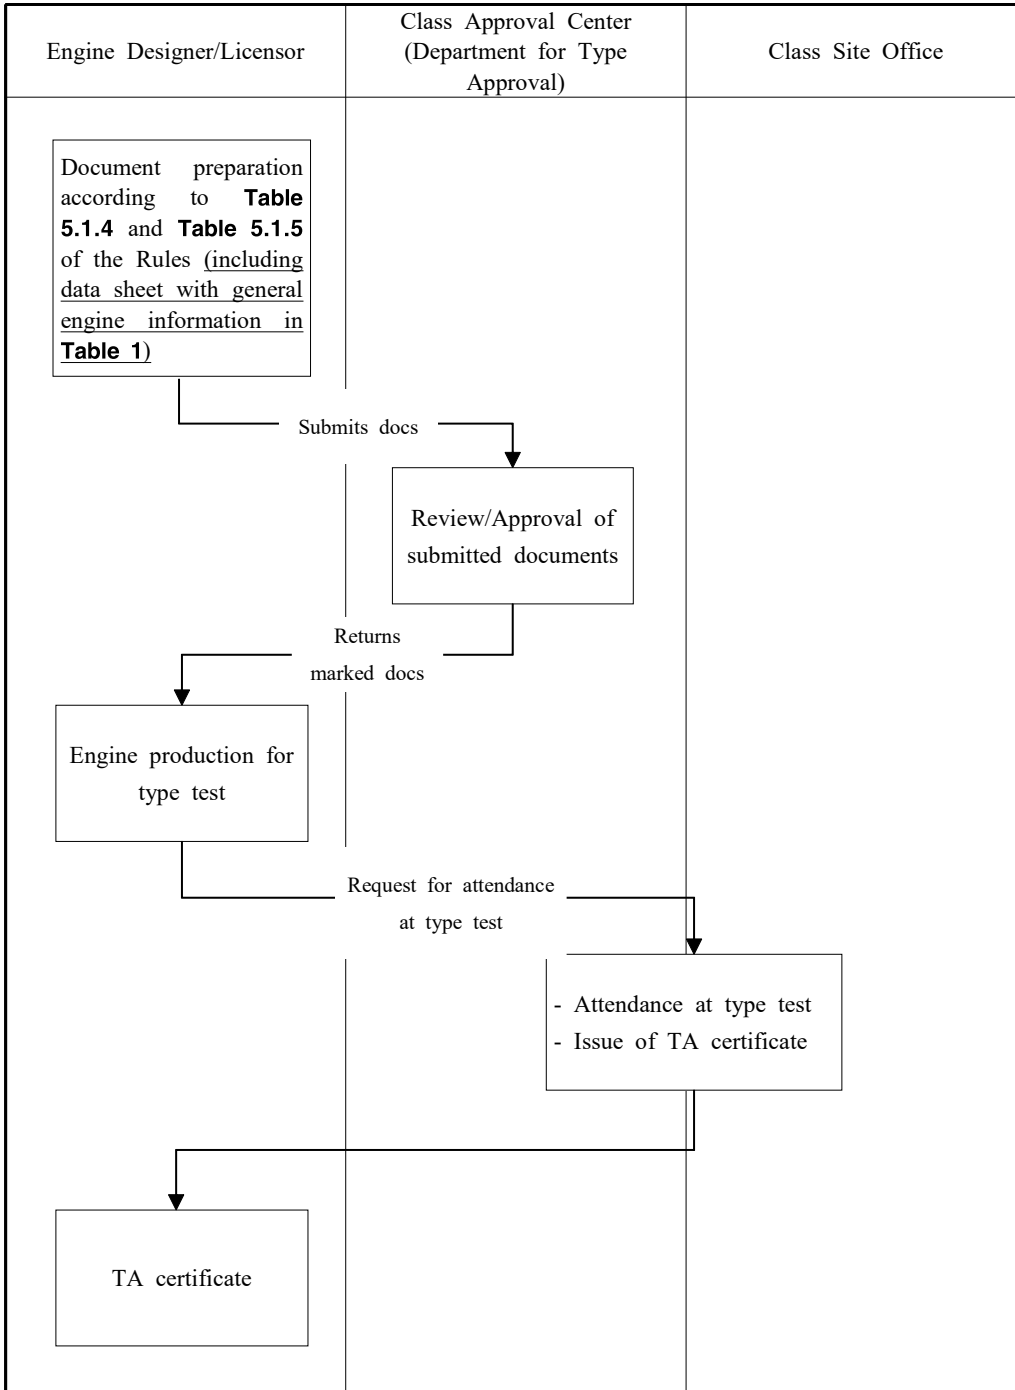 Engine Designer/Licensor
Class Approval Center
(Department for Type
Approval)
Class Site Office
Document preparation
according to Table
5.1.4 and Table 5.1.5
of the Rules (including
data sheet with general
engine information in
Table 1)
Submits docs
Review/Approval of
submitted documents
Returns
marked docs
Engine production for
type test
Request for attendance
at type test
- Attendance at type test
- Issue of TA certificate
TA certificate